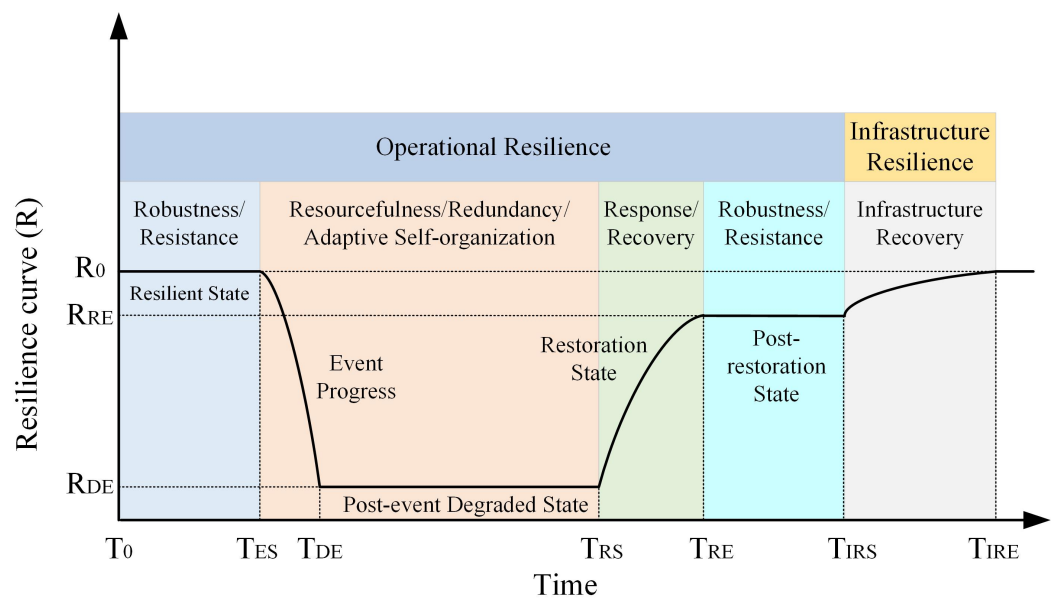 Operational Resilience
Infrastructure
Resilience
Robustness/
Resistance
Resourcefulness/Redundancy/
Adaptive Self-organization
Response/
Recovery
Robustness/
Resistance
Infrastructure
Recovery
Resilience curve (R)
R0
RRE
RDE
Resilient State
Event
Progress
Post-event Degraded State
Restoration
State
Post-
restoration
State
T0
TES
TDE
TRS
TRE
TIRS
TIRE
Time